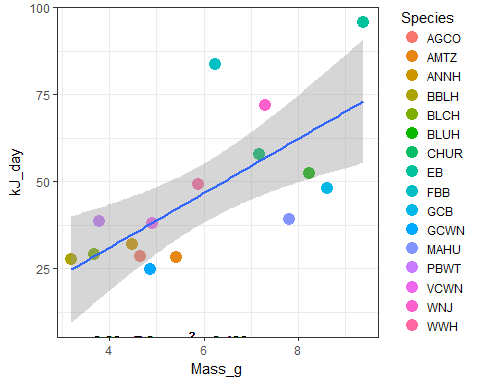 100
75
50
25
kJ_day
4
6
8
Mass_g
Species
AGCO
AMTZ
ANNH
BBLH
BLCH
BLUH
CHUR
EB
FBB
GCB
GCWN
MAHU
PBWT
VCWN
WNJ
WWH